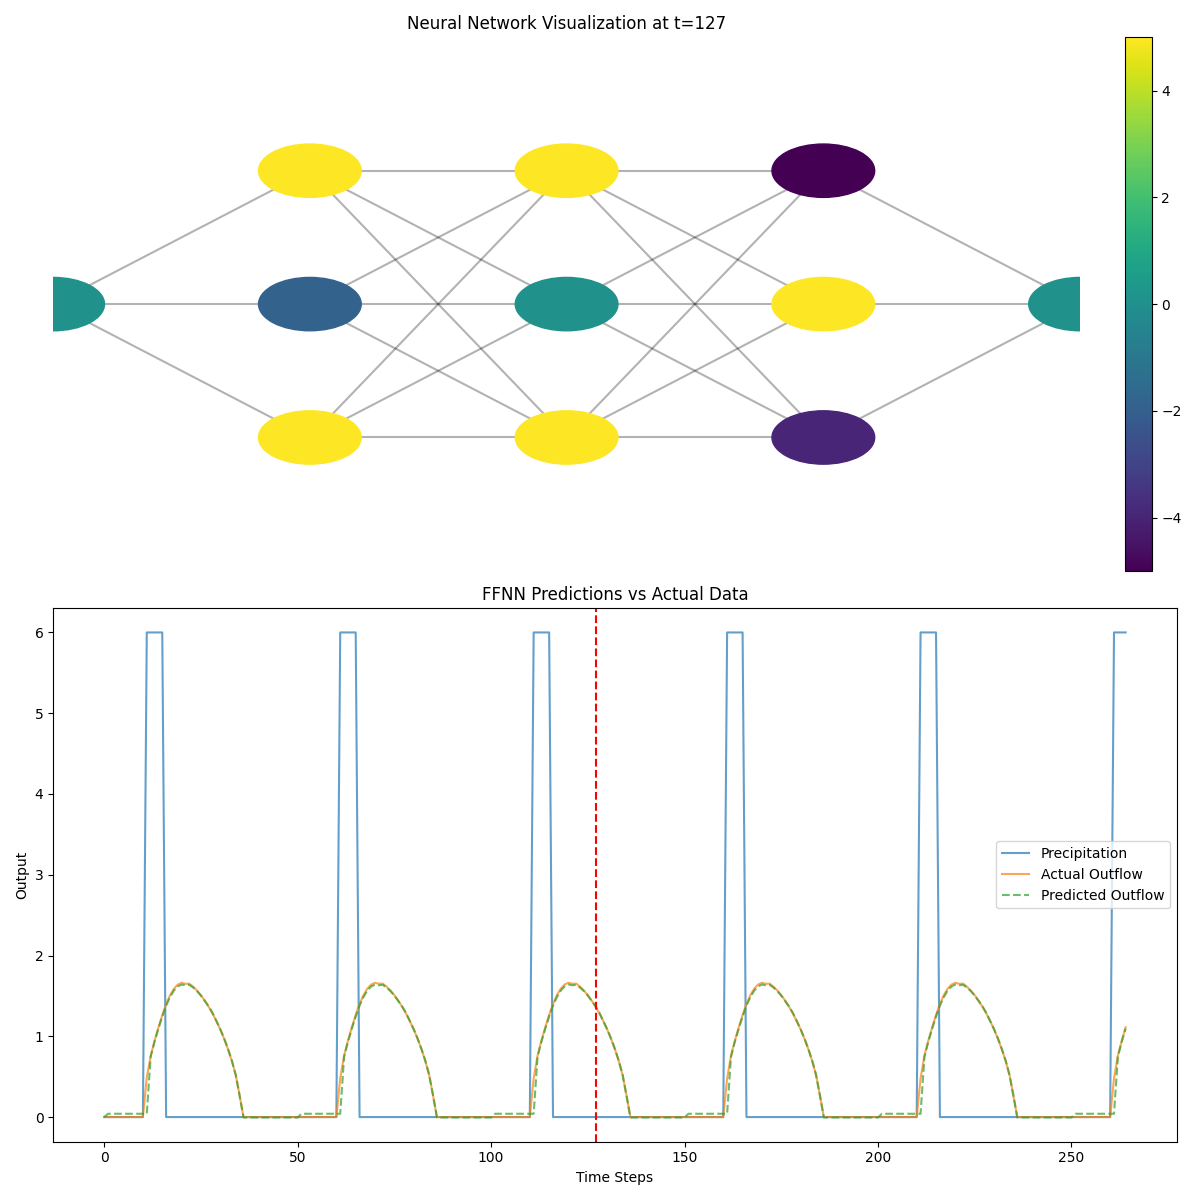 Neural Network Visualization at t=127
4
2
0
−2
−4
FFNN Predictions vs Actual Data
Output
6
5
4
3
2
1
0
Precipitation
Actual Outflow
Predicted Outflow
0 50 100 150 200 250
Time Steps